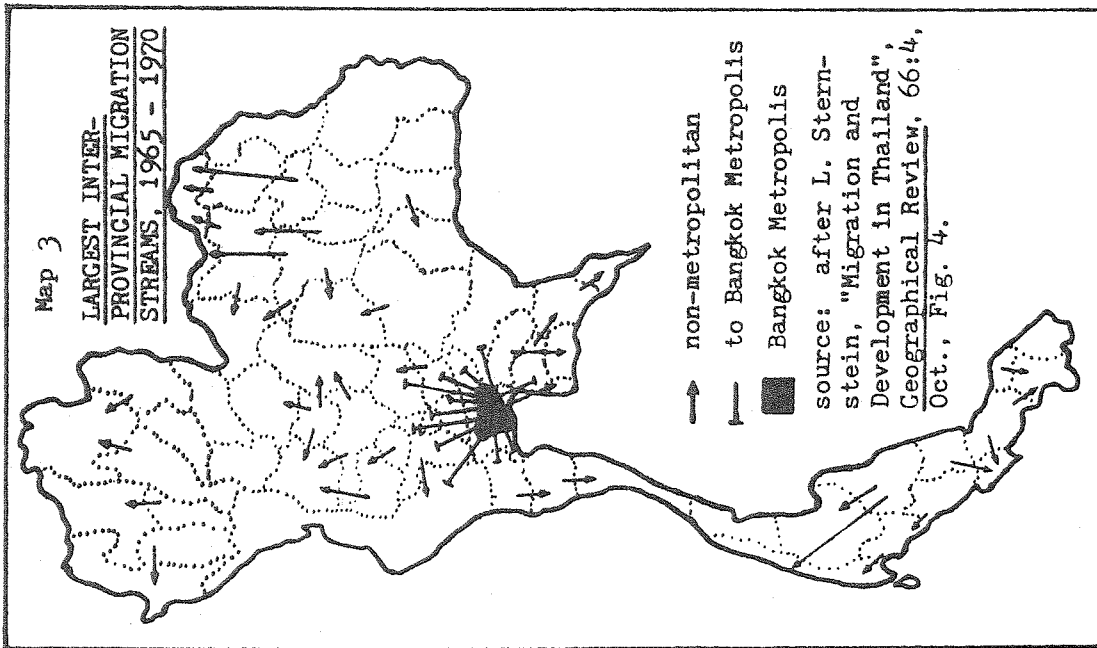 Map 3
LARGEST INTER-
PROVINCIAL MIGRATION
STREAMS, 1965 - 1970
non-metropolitan
to Bangkok Metropolis
Bangkok Metropolis
source: after L. Stern-
stein, "Migration and
Development in Thailand",
Geographical Review, 66:4,
Oct., Fig. 4.